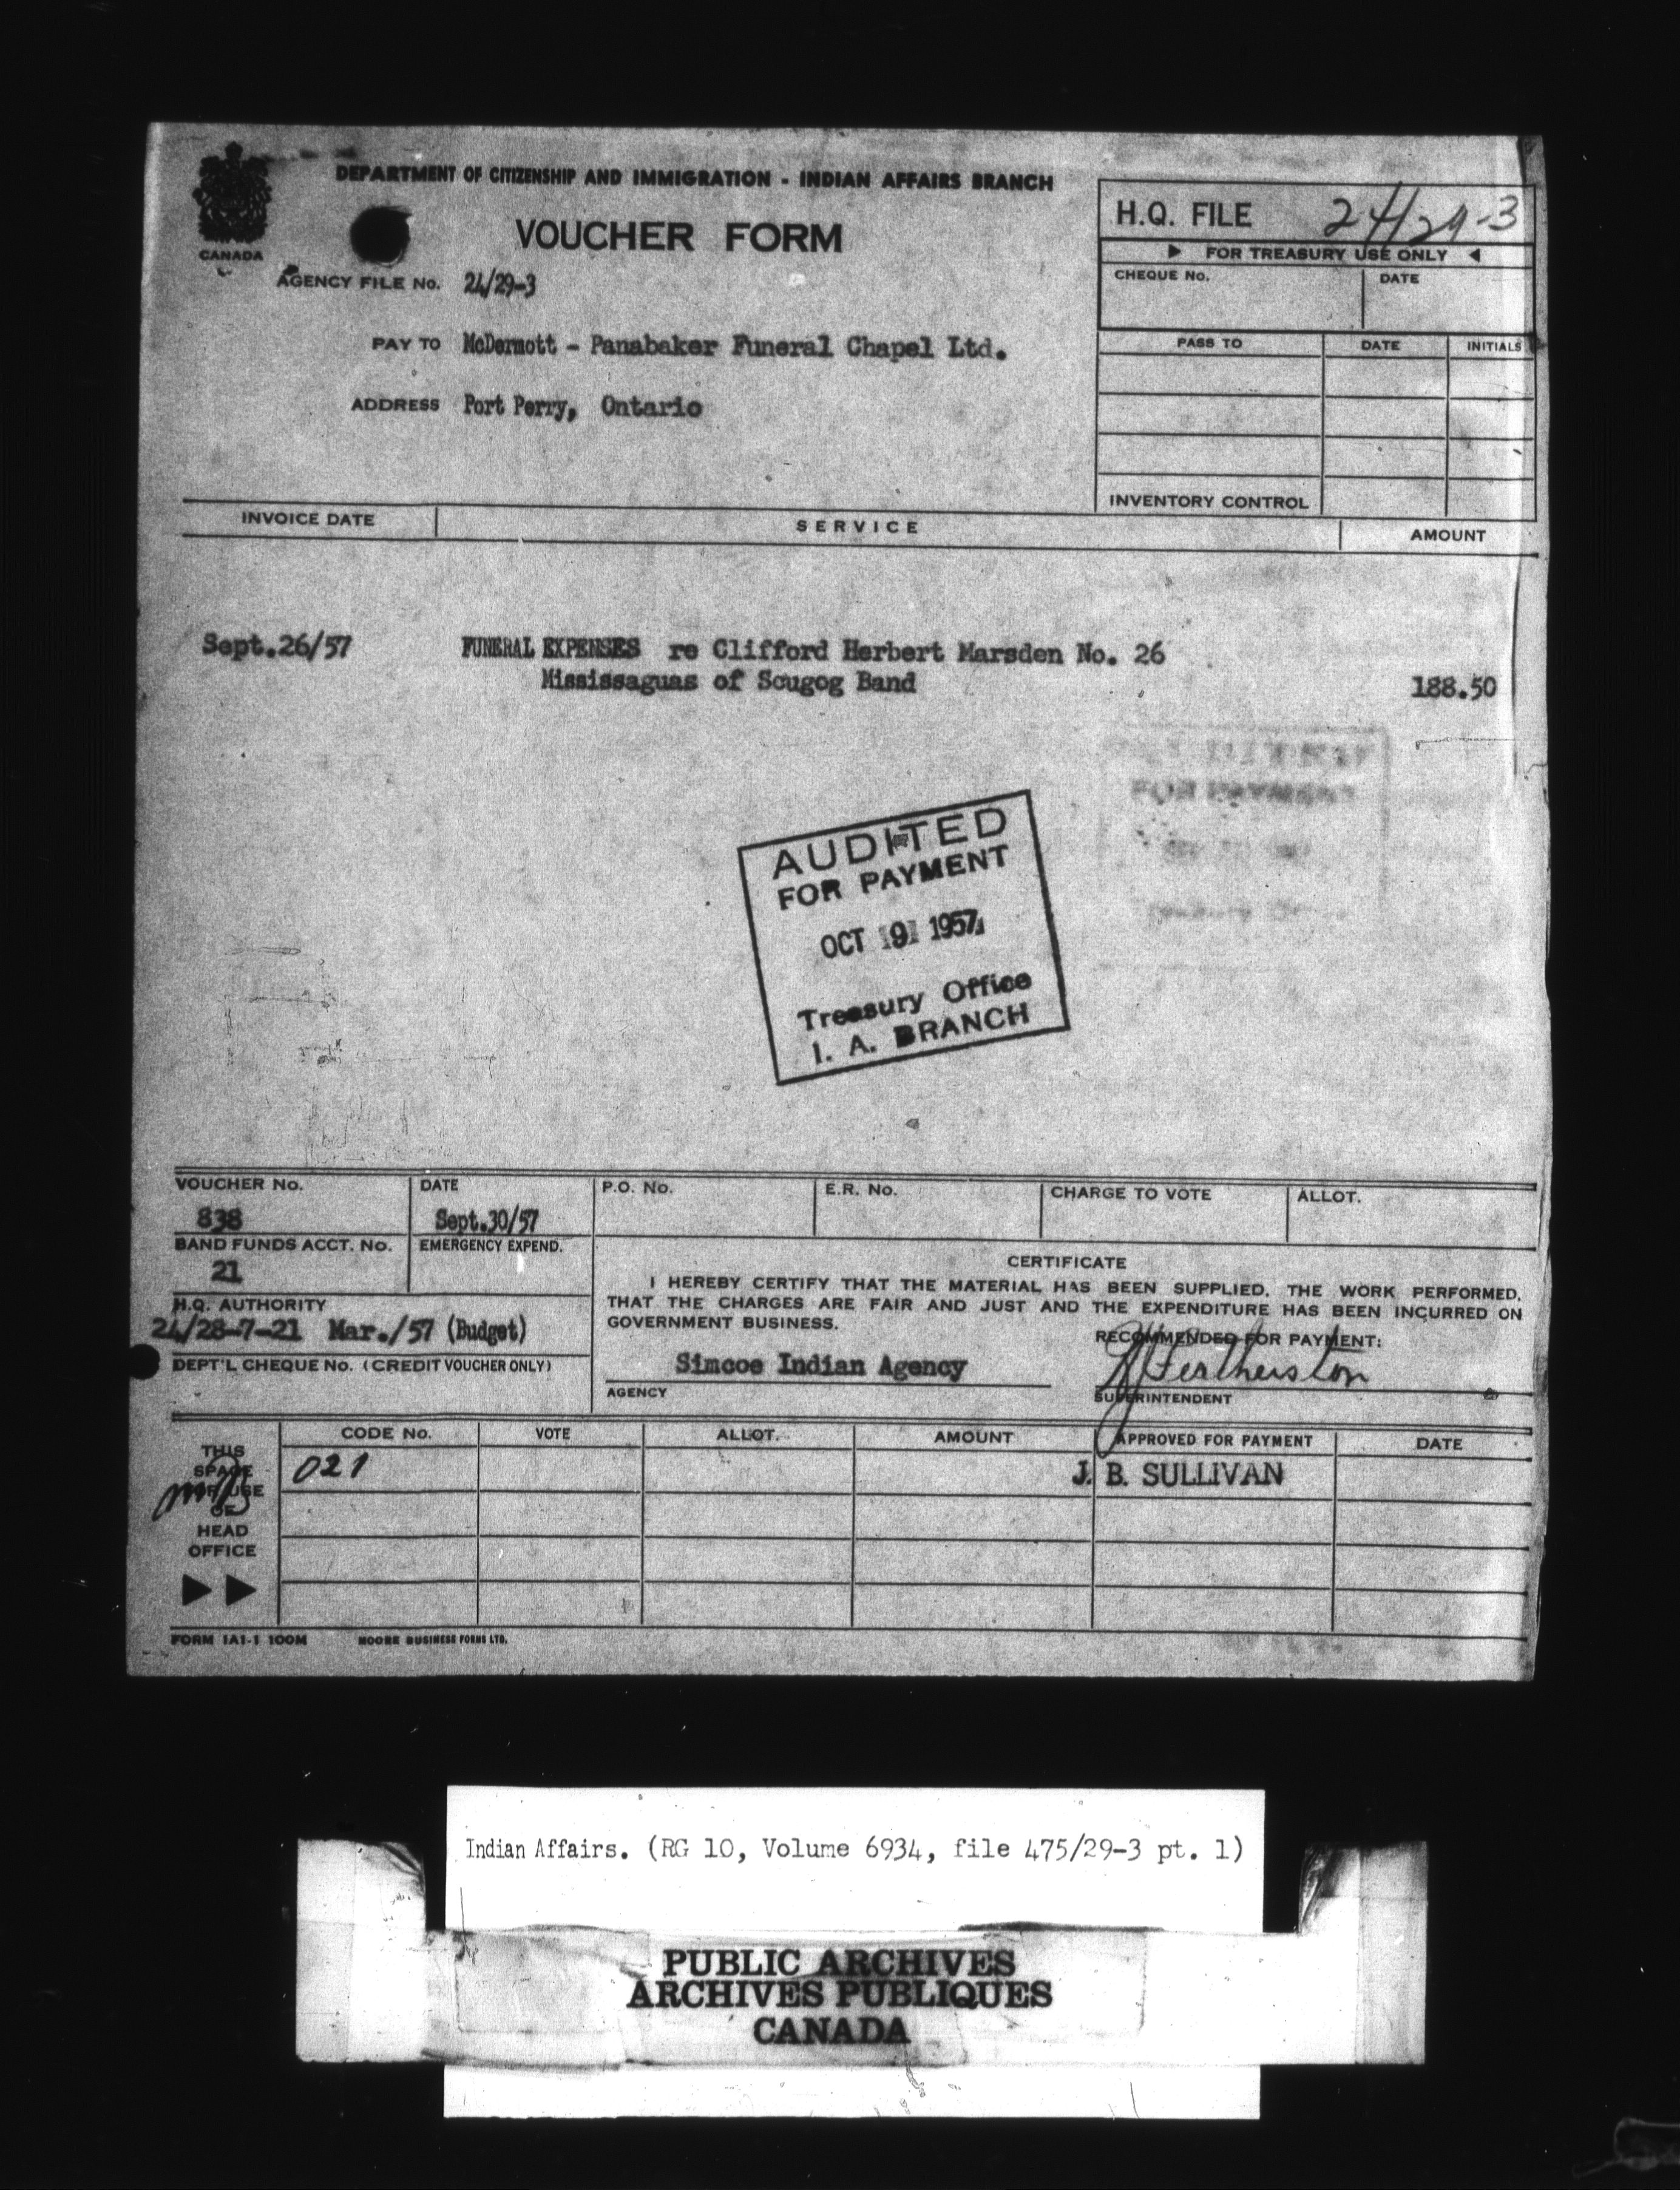 DEPARTMENT OF CITIZENSHIP AND IMMIGRATION - INDIAN AFFAIRS BRANCH
CANADA
VOUCHER FORM
H.Q. FILE 24/29-3
FOR TREASURY USE ONLY
CHEQUE No. DATE
AGENCY FILE No. 24/29-3
PAY TO McDermott - Panabaker Funeral Chapel Ltd.
PASS TO DATE INITIALS
ADDRESS Port Perry, Ontario
INVENTORY CONTROL
INVOICE DATE SERVICE AMOUNT
Sept.26/57 FUNERAL EXPENSES re Clifford Herbert Marsden No. 26
Mississaguas of Scugog Band 188.50
FOR PAYMENT
AUDITED
FOR PAYMENT
OCT 9 1957
Treasury Office
I. A. BRANCH
VOUCHER No. DATE P.O. No. E.R. No. CHARGE TO VOTE ALLOT.
838 Sept.30/57
BAND FUNDS ACCT. No. EMERGENCY EXPEND.
21
CERTIFICATE
I HEREBY CERTIFY THAT THE MATERIAL HAS BEEN SUPPLIED, THE WORK PERFORMED,
THAT THE CHARGES ARE FAIR AND JUST AND THE EXPENDITURE HAS BEEN INCURRED ON
GOVERNMENT BUSINESS.
H.Q. AUTHORITY
24/28-7-21 Mar./57 (Budget)
RECOMMENDED FOR PAYMENT:
DEPT'L CHEQUE No. (CREDIT VOUCHER ONLY)
Simcoe Indian Agency
AGENCY SUPERINTENDENT
THIS
SPACE
FOR USE
OF
HEAD
OFFICE
CODE No. VOTE ALLOT. AMOUNT APPROVED FOR PAYMENT DATE
021 J. B. SULLIVAN
FORM IA1-1 100M MOORE BUSINESS FORMS LTD.
Indian Affairs. (RG 10, Volume 6934, file 475/29-3 pt. 1)
PUBLIC ARCHIVES
ARCHIVES PUBLIQUES
CANADA